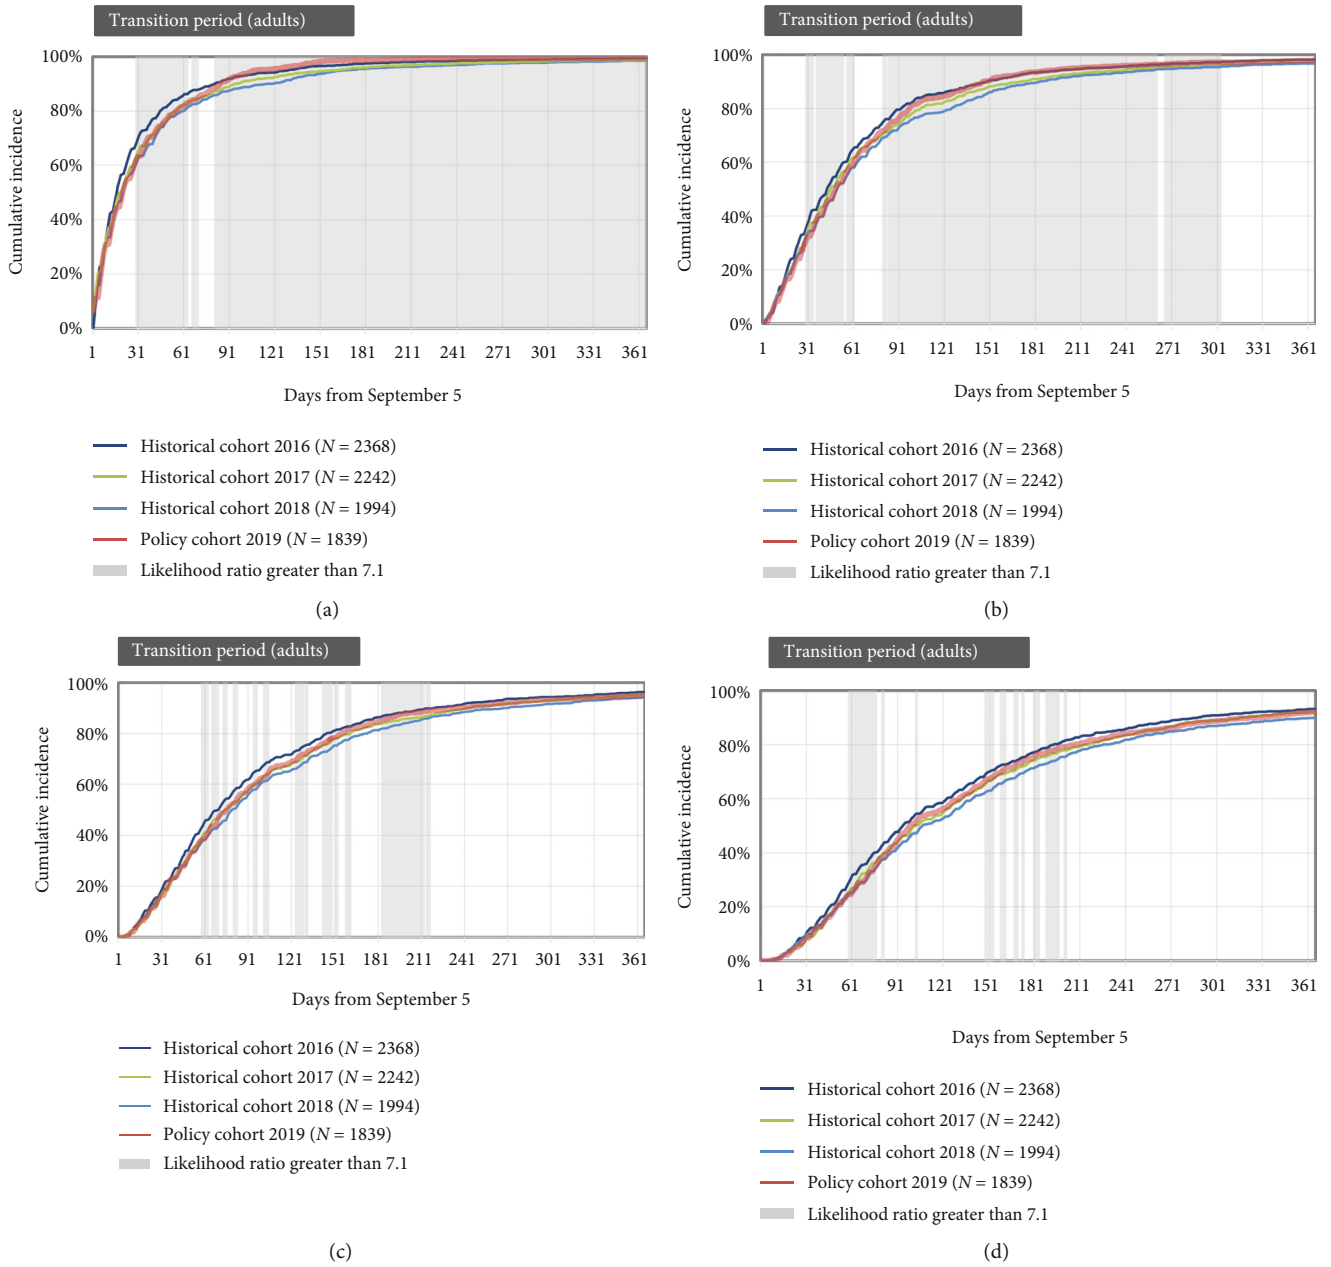 Transition period (adults)
100%
80%
60%
40%
20%
0%
Cumulative incidence
1 31 61 91 121 151 181 211 241 271 301 331 361
Days from September 5
Historical cohort 2016 (N = 2368)
Historical cohort 2017 (N = 2242)
Historical cohort 2018 (N = 1994)
Policy cohort 2019 (N = 1839)
Likelihood ratio greater than 7.1
(a)
Transition period (adults)
100%
80%
60%
40%
20%
0%
Cumulative incidence
1 31 61 91 121 151 181 211 241 271 301 331 361
Days from September 5
Historical cohort 2016 (N = 2368)
Historical cohort 2017 (N = 2242)
Historical cohort 2018 (N = 1994)
Policy cohort 2019 (N = 1839)
Likelihood ratio greater than 7.1
(b)
Transition period (adults)
100%
80%
60%
40%
20%
0%
Cumulative incidence
1 31 61 91 121 151 181 211 241 271 301 331 361
Days from September 5
Historical cohort 2016 (N = 2368)
Historical cohort 2017 (N = 2242)
Historical cohort 2018 (N = 1994)
Policy cohort 2019 (N = 1839)
Likelihood ratio greater than 7.1
(c)
Transition period (adults)
100%
80%
60%
40%
20%
0%
Cumulative incidence
1 31 61 91 121 151 181 211 241 271 301 331 361
Days from September 5
Historical cohort 2016 (N = 2368)
Historical cohort 2017 (N = 2242)
Historical cohort 2018 (N = 1994)
Policy cohort 2019 (N = 1839)
Likelihood ratio greater than 7.1
(d)